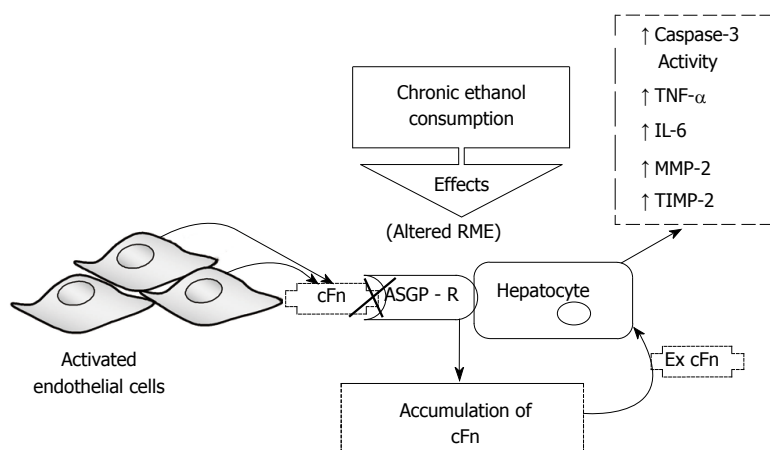 Chronic ethanol
consumption
Effects
(Altered RME)
↑ Caspase-3
Activity
↑ TNF-α
↑ IL-6
↑ MMP-2
↑ TIMP-2
cFn
ASGP - R
Hepatocyte
Activated
endothelial cells
Ex cFn
Accumulation of
cFn